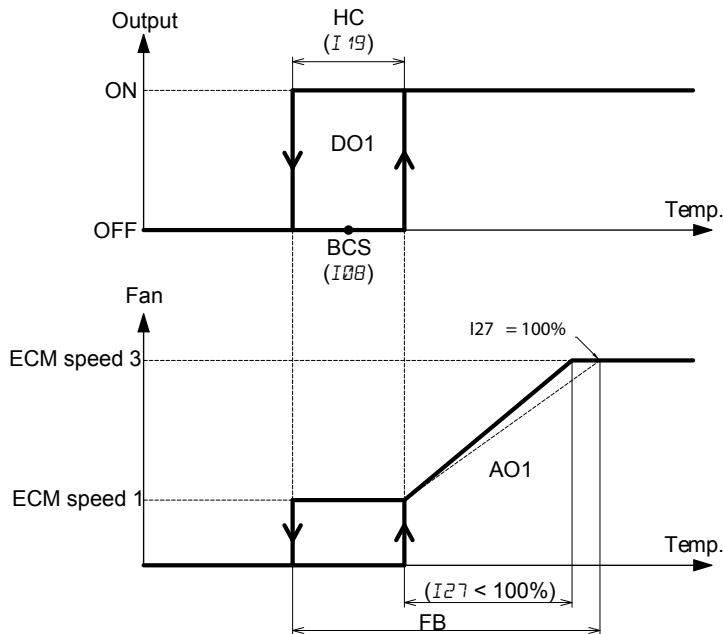 Output
HC
(I19)
ON
DO1
Temp.
OFF
BCS
(I08)
Fan
I27 = 100%
ECM speed 3
AO1
ECM speed 1
Temp.
(I27 < 100%)
FB